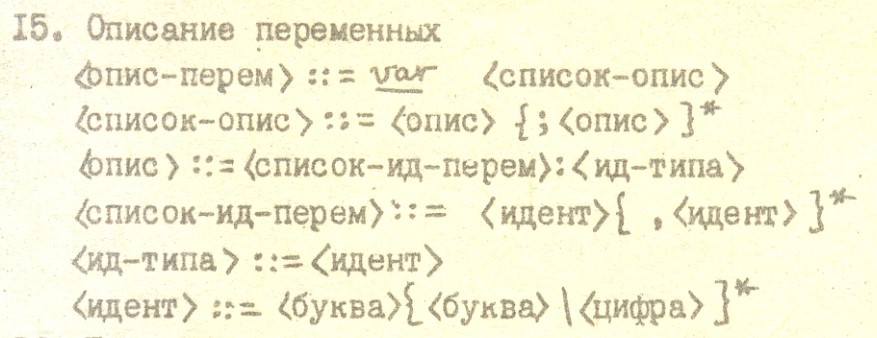 15. Описание переменных
<опис-перем> ::= var <список-опис>
<список-опис> ::= <опис> {;<опис>}*
<опис> ::= <список-ид-перем>:<ид-типа>
<список-ид-перем> ::= <идент>{ ,<идент>}*
<ид-типа> ::= <идент>
<идент> ::= <буква>{<буква> \<цифра>}*